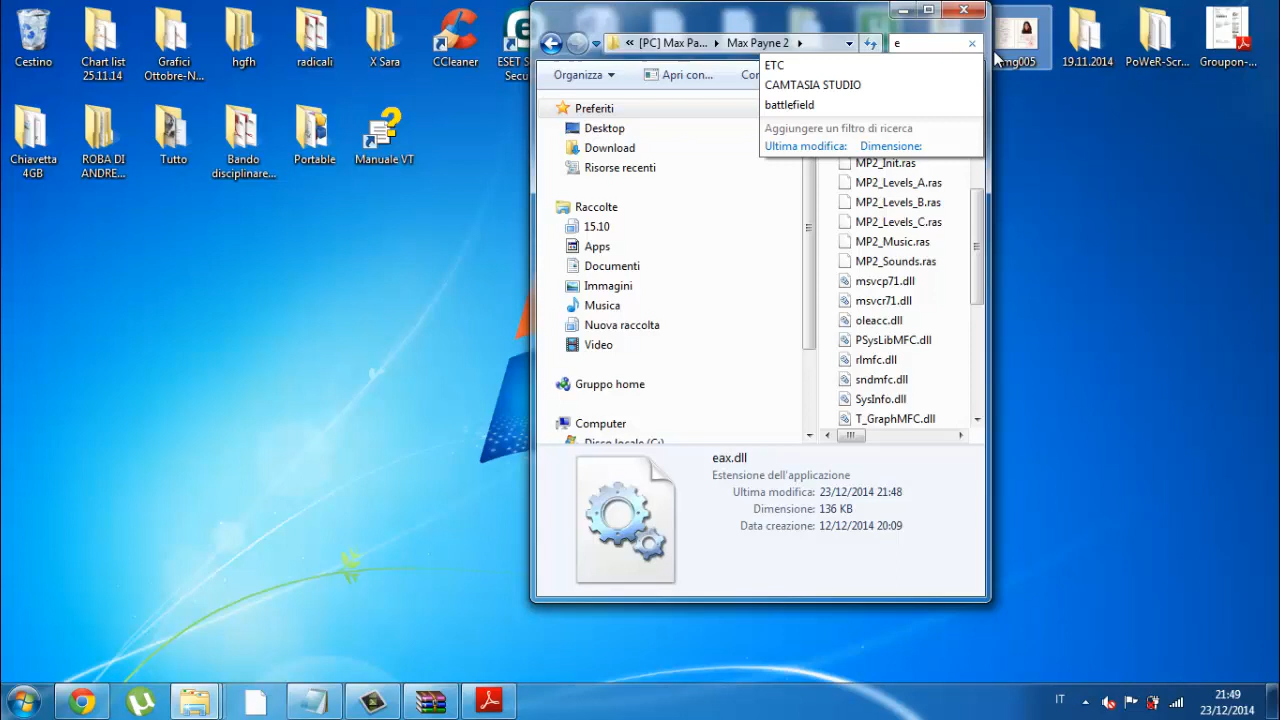 Cestino
Chart list
25.11.14
Grafici
Ottobre-N...
hgfh
radicali
X Sara
CCleaner
ESET
Secu
19.11.2014
PoWeR-Scr...
Groupon-...
Chiavetta
4GB
ROBA DI
ANDRE...
Tutto
Bando
disciplinare...
Portable
Manuale VT
« [PC] Max Pa...
Max Payne 2
e
Organizza
Apri con...
ETC
CAMTASIA STUDIO
battlefield
Aggiungere un filtro di ricerca
Ultima modifica:
Dimensione:
Preferiti
Desktop
Download
Risorse recenti
Raccolte
15.10
Apps
Documenti
Immagini
Musica
Nuova raccolta
Video
Gruppo home
Computer
Disco locale (C:)
MP2_Init.ras
MP2_Levels_A.ras
MP2_Levels_B.ras
MP2_Levels_C.ras
MP2_Music.ras
MP2_Sounds.ras
msvcp71.dll
msvcr71.dll
oleacc.dll
PSysLibMFC.dll
rlmfc.dll
sndmfc.dll
SysInfo.dll
T_GraphMFC.dll
eax.dll
Estensione dell'applicazione
Ultima modifica: 23/12/2014 21:48
Dimensione: 136 KB
Data creazione: 12/12/2014 20:09
IT
21:49
23/12/2014